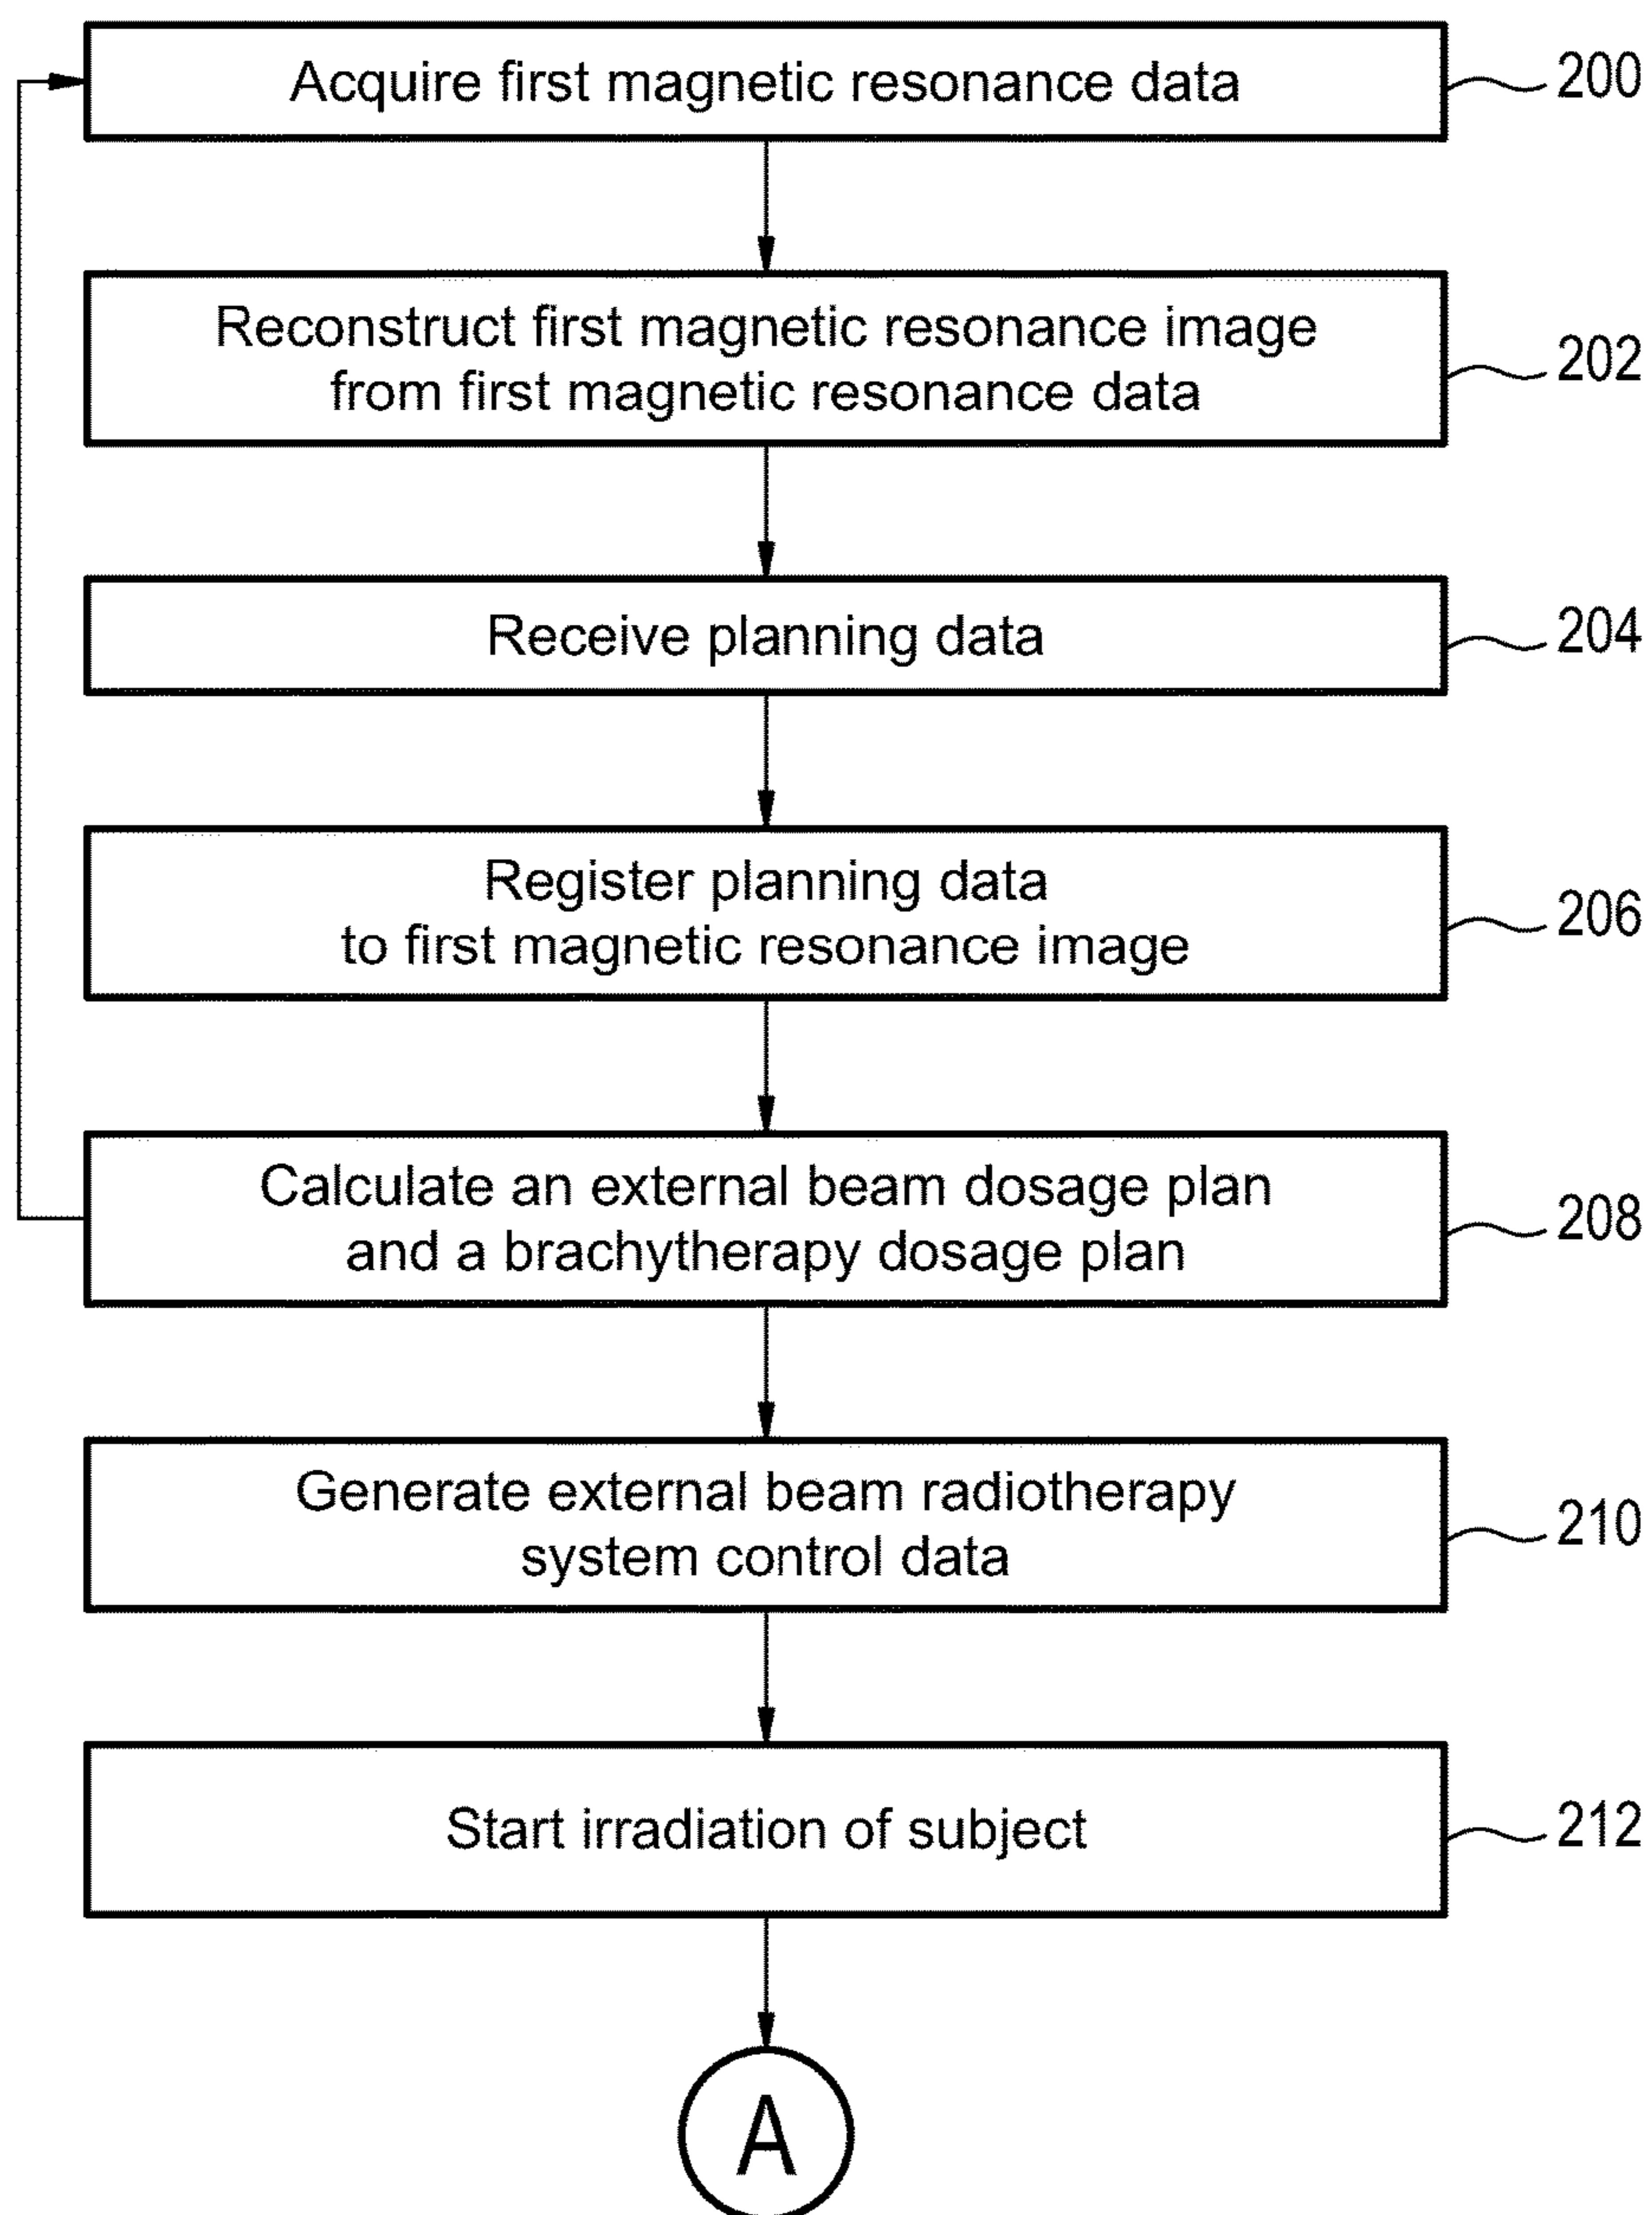 Acquire first magnetic resonance data
200
Reconstruct first magnetic resonance image
from first magnetic resonance data
202
Receive planning data
204
Register planning data
to first magnetic resonance image
206
Calculate an external beam dosage plan
and a brachytherapy dosage plan
208
Generate external beam radiotherapy
system control data
210
Start irradiation of subject
212
A